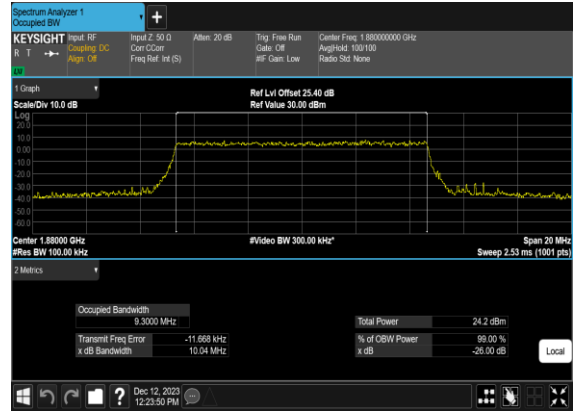 Spectrum Analyzer 1
Occupied BW
KEYSIGHT Input: RF Input Z: 50 Ω Atten: 20 dB Trig: Free Run Center Freq: 1.880000000 GHz
R T Coupling: DC Corr CCorr Gate: Off Avg|Hold: 100/100
Align: Off Freq Ref: Int (S) #IF Gain: Low Radio Std: None
LM
1 Graph Ref Lvl Offset 25.40 dB
Scale/Div 10.0 dB Ref Value 30.00 dBm
Log
20.0
10.0
0.00
-10.0
-20.0
-30.0
-40.0
-50.0
-60.0
Center 1.88000 GHz #Video BW 300.00 kHz* Span 20 MHz
#Res BW 100.00 kHz Sweep 2.53 ms (1001 pts)
2 Metrics
Occupied Bandwidth
9.3000 MHz Total Power 24.2 dBm
Transmit Freq Error -11.668 kHz % of OBW Power 99.00 %
x dB Bandwidth 10.04 MHz x dB -26.00 dB
Local
? Dec 12, 2023
12:23:50 PM